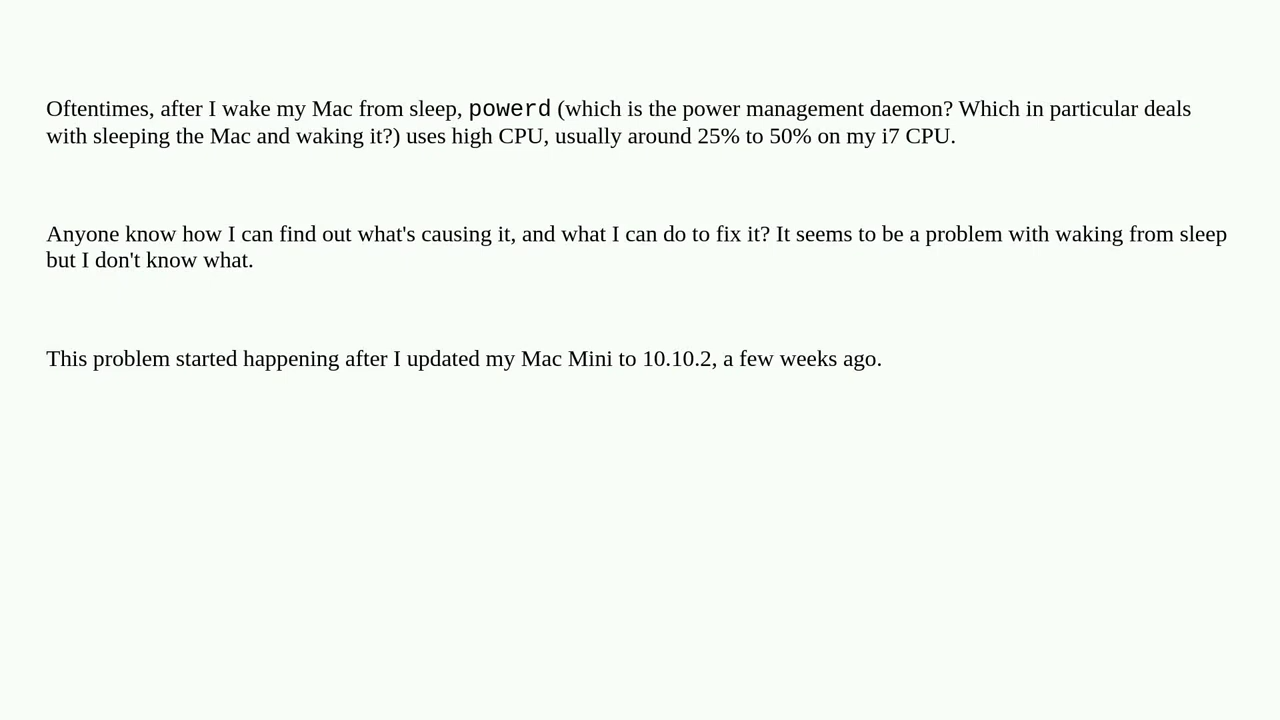 Oftentimes, after I wake my Mac from sleep, powerd (which is the power management daemon? Which in particular deals
with sleeping the Mac and waking it?) uses high CPU, usually around 25% to 50% on my i7 CPU.
Anyone know how I can find out what's causing it, and what I can do to fix it? It seems to be a problem with waking from sleep
but I don't know what.
This problem started happening after I updated my Mac Mini to 10.10.2, a few weeks ago.